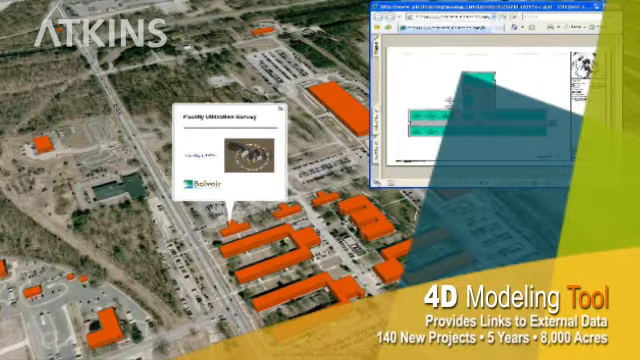 ATKINS
Facility Utilization Survey
Belvoir
4D Modeling Tool
Provides Links to External Data
140 New Projects • 5 Years • 8,000 Acres